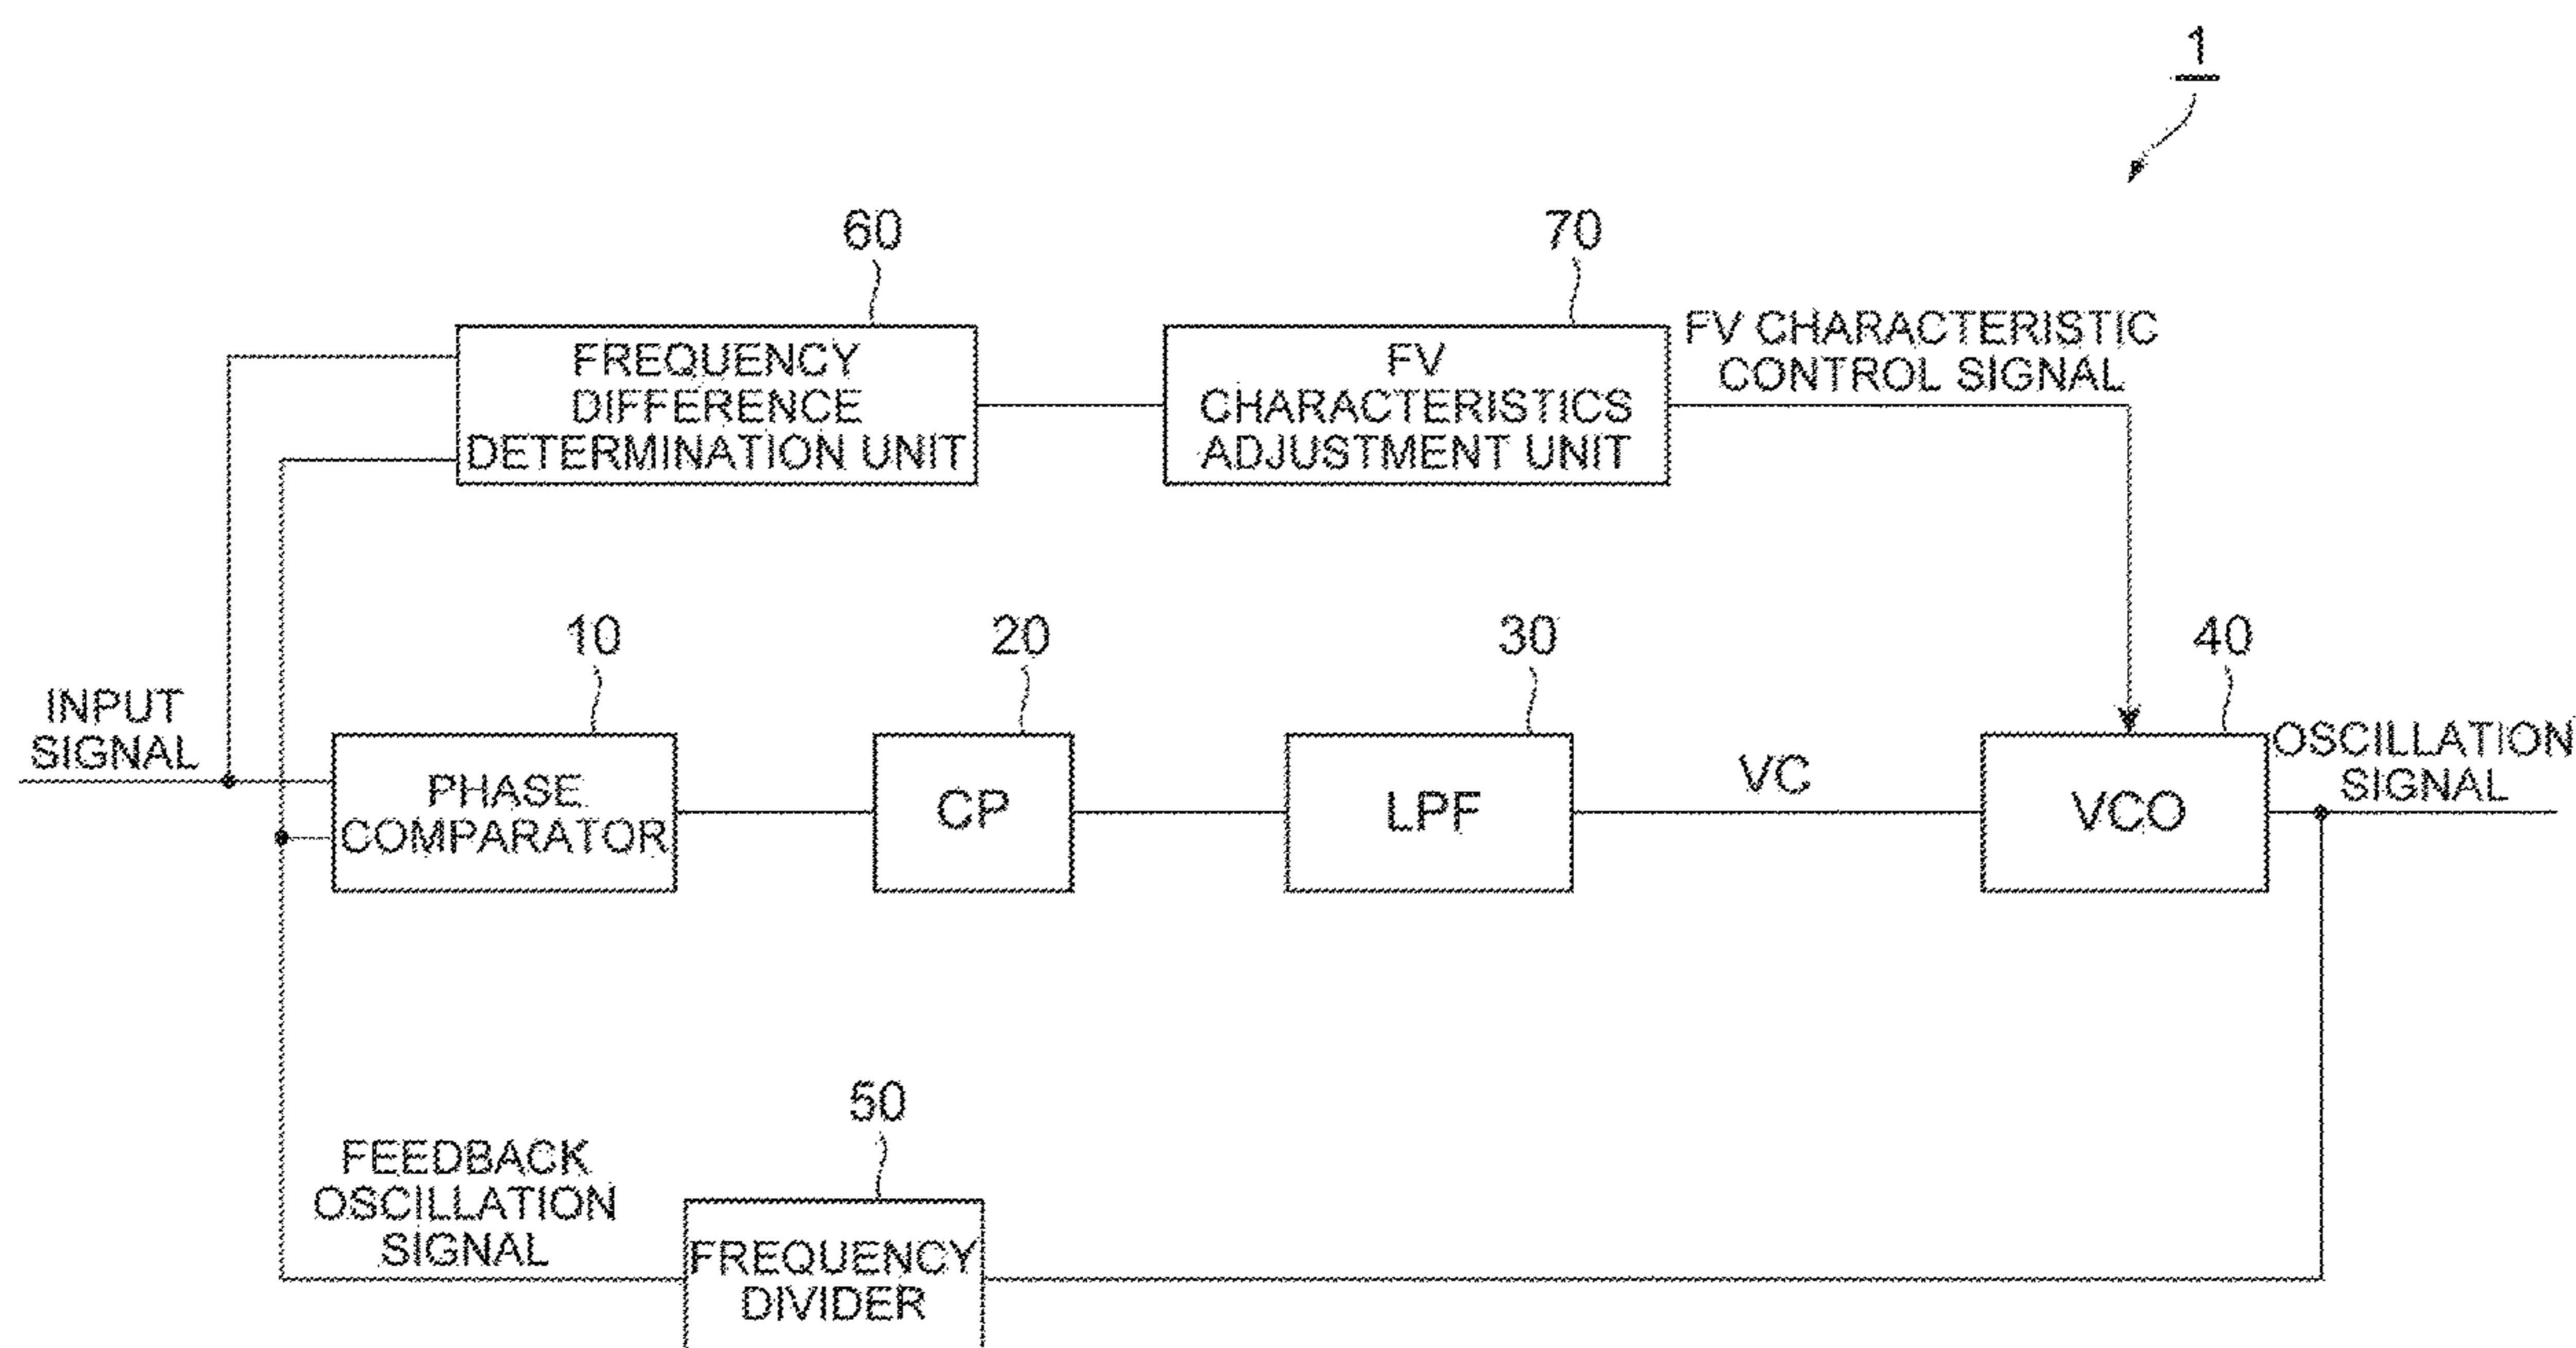 1
60
70
FREQUENCY
DIFFERENCE
DETERMINATION UNIT
FV
CHARACTERISTICS
ADJUSTMENT UNIT
FV CHARACTERISTIC
CONTROL SIGNAL
10
20
30
40
INPUT
SIGNAL
PHASE
COMPARATOR
CP
LPF
VC
VCO
OSCILLATION
SIGNAL
50
FEEDBACK
OSCILLATION
SIGNAL
FREQUENCY
DIVIDER